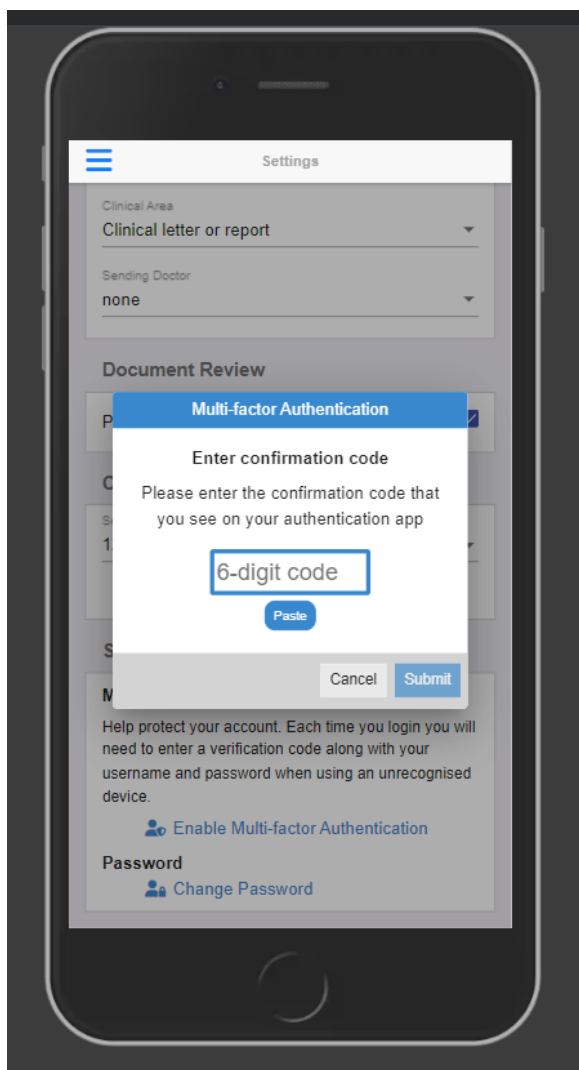 Settings
Clinical Area
Clinical letter or report
Sending Doctor
none
Document Review
P
Multi-factor Authentication
Enter confirmation code
Please enter the confirmation code that
you see on your authentication app
6-digit code
Paste
Cancel
Submit
S
M
Help protect your account. Each time you login you will
need to enter a verification code along with your
username and password when using an unrecognised
device.
Enable Multi-factor Authentication
Password
Change Password